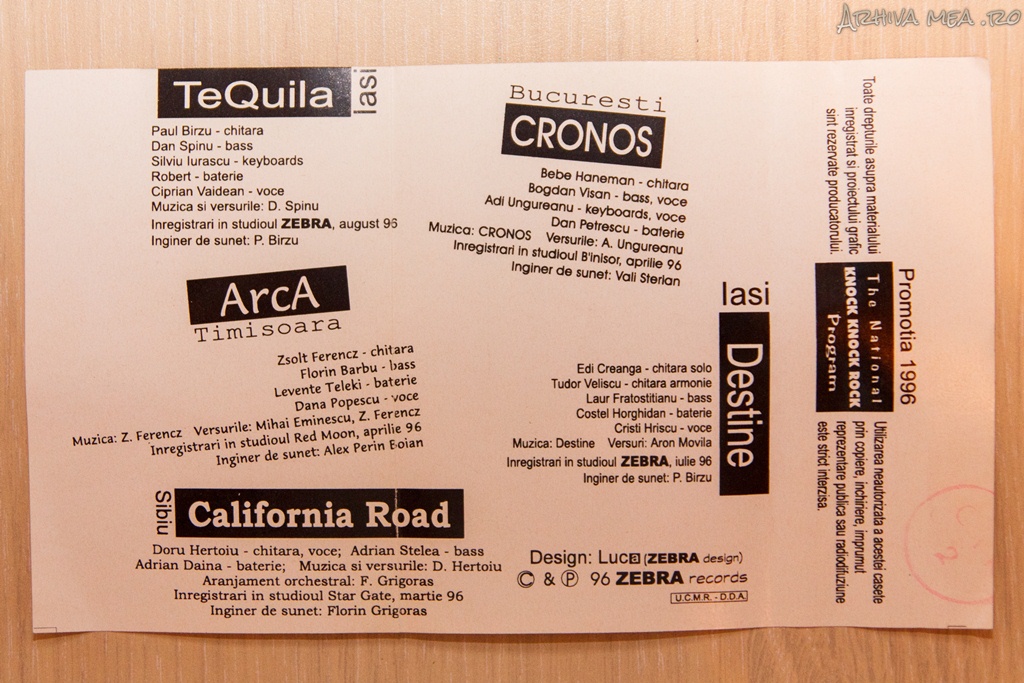 Arhiva mea .ro
TeQuila
Iasi
Paul Birzu - chitara
Dan Spinu - bass
Silviu Iurascu - keyboards
Robert - baterie
Ciprian Vaidean - voce
Muzica si versurile: D. Spinu
Inregistrari in studioul ZEBRA, august 96
Inginer de sunet: P. Birzu
Bucuresti
CRONOS
Bebe Haneman - chitara
Bogdan Visan - bass, voce
Adi Ungureanu - keyboards, voce
Dan Petrescu - baterie
Muzica: CRONOS Versurile: A. Ungureanu
Inregistrari in studioul B'inisor, aprilie 96
Inginer de sunet: Vali Sterian
ArcA
Timisoara
Zsolt Ferencz - chitara
Florin Barbu - bass
Levente Teleki - baterie
Dana Popescu - voce
Muzica: Z. Ferencz Versurile: Mihai Eminescu, Z. Ferencz
Inregistrari in studioul Red Moon, aprilie 96
Inginer de sunet: Alex Perin Boian
Iasi
Destine
Edi Creanga - chitara solo
Tudor Veliscu - chitara armonie
Laur Fratostitianu - bass
Costel Horghidan - baterie
Cristi Hriscu - voce
Muzica: Destine Versuri: Aron Movila
Inregistrari in studioul ZEBRA, iulie 96
Inginer de sunet: P. Birzu
Sibiu
California Road
Doru Hertoiu - chitara, voce; Adrian Stelea - bass
Adrian Daina - baterie; Muzica si versurile: D. Hertoiu
Aranjament orchestral: F. Grigoras
Inregistrari in studioul Star Gate, martie 96
Inginer de sunet: Florin Grigoras
Design: Luca (ZEBRA design)
© & ℗ 96 ZEBRA records
U.C.M.R. - D.D.A.
Toate drepturile asupra materialului
inregistrat si proiectului grafic
sint rezervate producatorului.
Promotia 1996
The National
KNOCK KNOCK ROCK
Program
Utilizarea neautorizata a acestei casete
prin copiere, inchiriere, imprumut
reprezentare publica sau radiodifuziune
este strict interzisa.